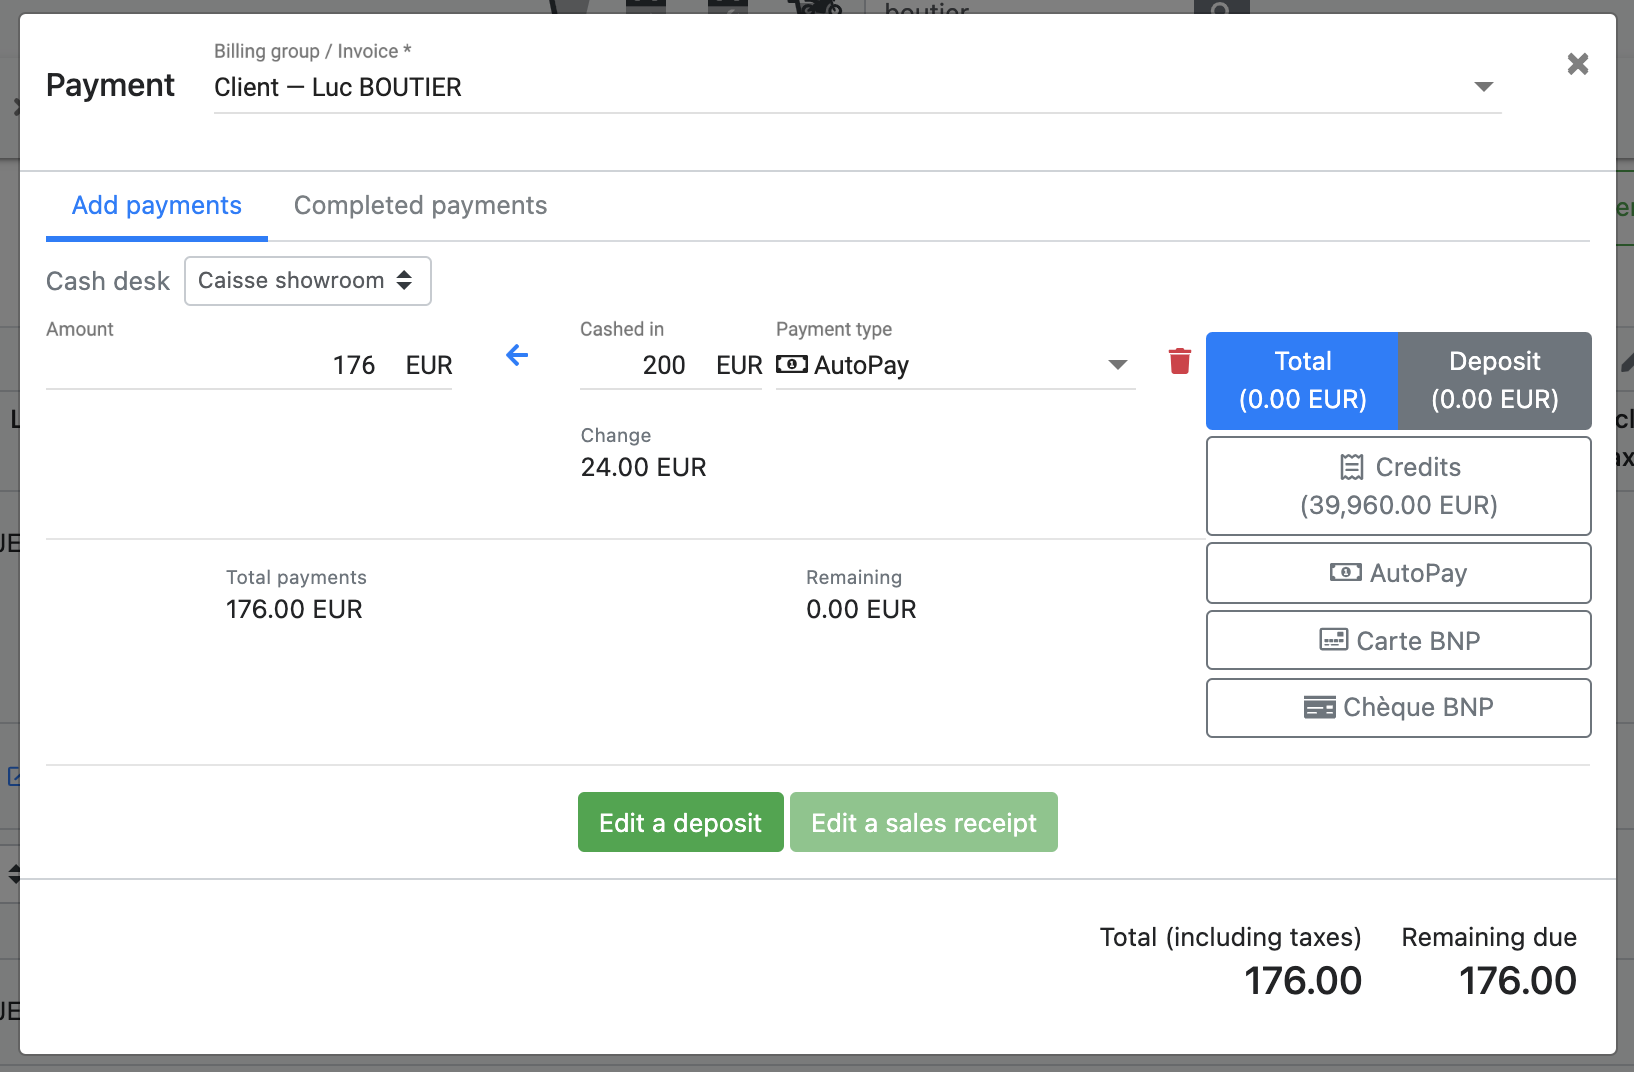 boutier
Payment
Billing group / Invoice *
Client — Luc BOUTIER
Add payments
Completed payments
Cash desk
Caisse showroom
Amount
176 EUR
Cashed in
200 EUR
Payment type
AutoPay
Change
24.00 EUR
Total
(0.00 EUR)
Deposit
(0.00 EUR)
Credits
(39,960.00 EUR)
AutoPay
Carte BNP
Chèque BNP
Total payments
176.00 EUR
Remaining
0.00 EUR
Edit a deposit
Edit a sales receipt
Total (including taxes)
176.00
Remaining due
176.00